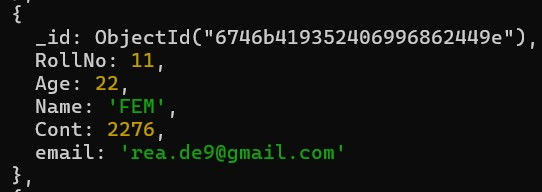 {
_id: ObjectId("6746b419352406996862449e"),
RollNo: 11,
Age: 22,
Name: 'FEM',
Cont: 2276,
email: 'rea.de9@gmail.com'
},